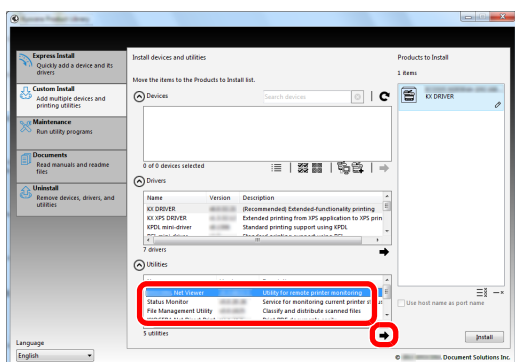 Product Library
Express Install
Quickly add a device and its
drivers
Custom Install
Add multiple devices and
printing utilities
Maintenance
Run utility programs
Documents
Read manuals and readme
files
Uninstall
Remove devices, drivers, and
utilities
Language
English
Install devices and utilities
Move the items to the Products to Install list.
Devices
Search devices
0 of 0 devices selected
Drivers
Name Version Description
KX DRIVER (Recommended) Extended-functionality printing
KX XPS DRIVER Extended printing from XPS application to XPS prin
KPDL mini-driver Standard printing support using KPDL
7 drivers
Utilities
Net Viewer Utility for remote printer monitoring
Status Monitor Service for monitoring current printer status
File Management Utility Classify and distribute scanned files
5 utilities
Products to Install
1 items
KX DRIVER
Use host name as port name
Install
© Document Solutions Inc.